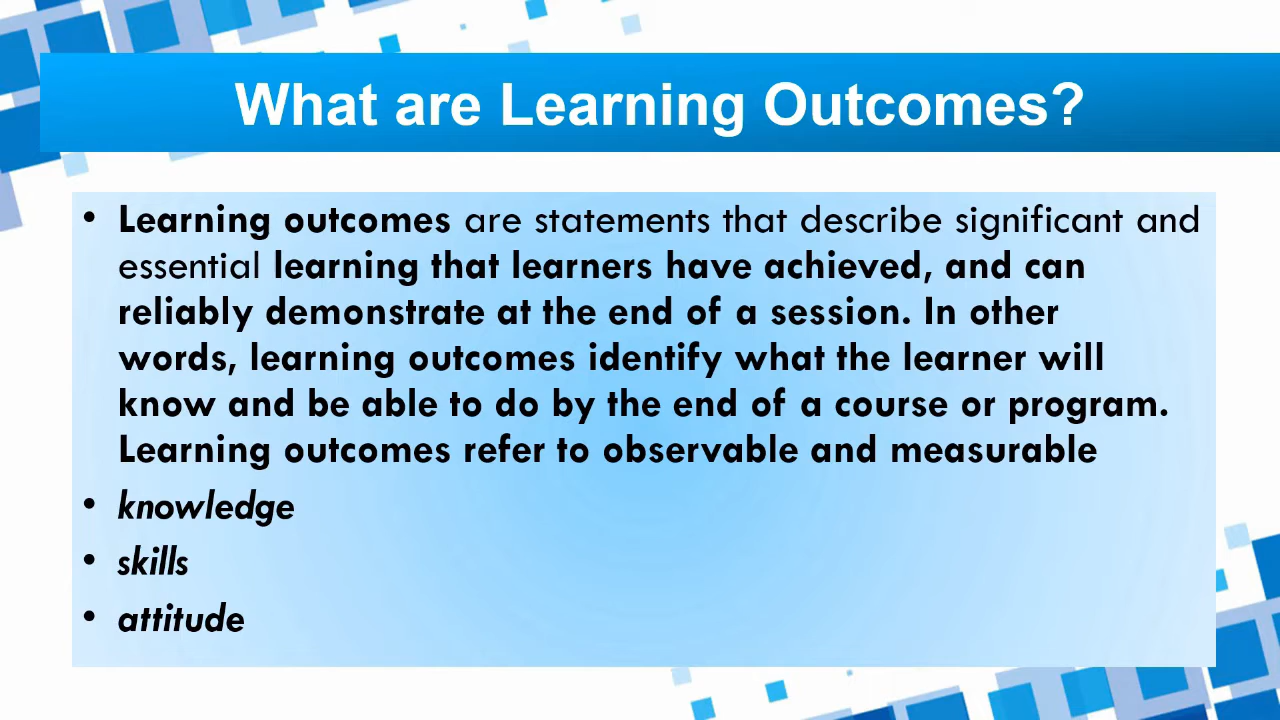 What are Learning Outcomes?
• Learning outcomes are statements that describe significant and
essential learning that learners have achieved, and can
reliably demonstrate at the end of a session. In other
words, learning outcomes identify what the learner will
know and be able to do by the end of a course or program.
Learning outcomes refer to observable and measurable
• knowledge
• skills
• attitude